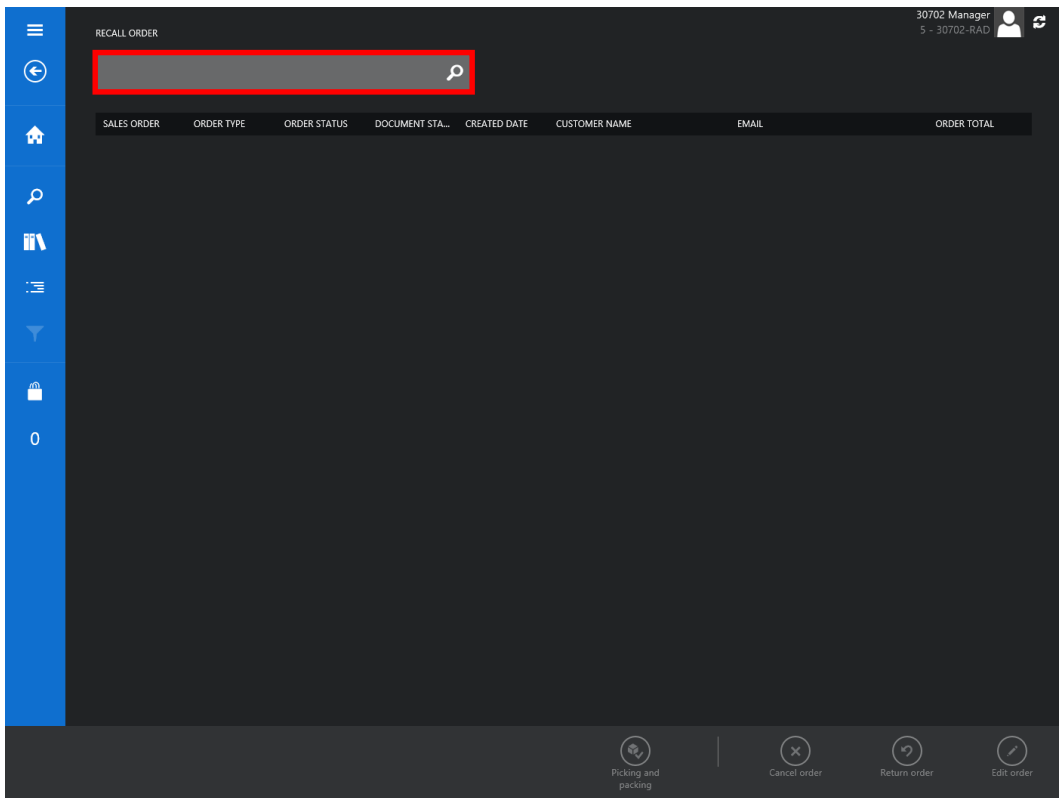 30702 Manager
5 - 30702-RAD
RECALL ORDER
SALES ORDER ORDER TYPE ORDER STATUS DOCUMENT STA... CREATED DATE CUSTOMER NAME EMAIL ORDER TOTAL
0
Picking and
packing
Cancel order
Return order
Edit order